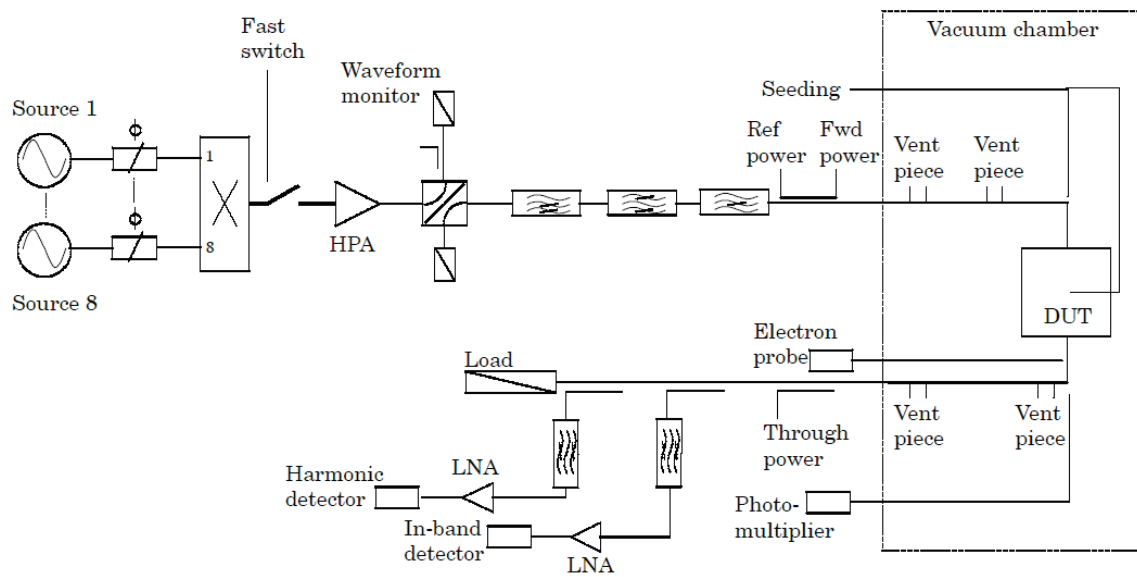 Fast
switch
Vacuum chamber
Waveform
monitor
Seeding
Source 1
Ref
power
Fwd
power
Vent
piece
Vent
piece
1
8
HPA
Source 8
DUT
Electron
probe
Load
Vent
piece
Vent
piece
Through
power
LNA
Harmonic
detector
Photo-
multiplier
In-band
detector
LNA